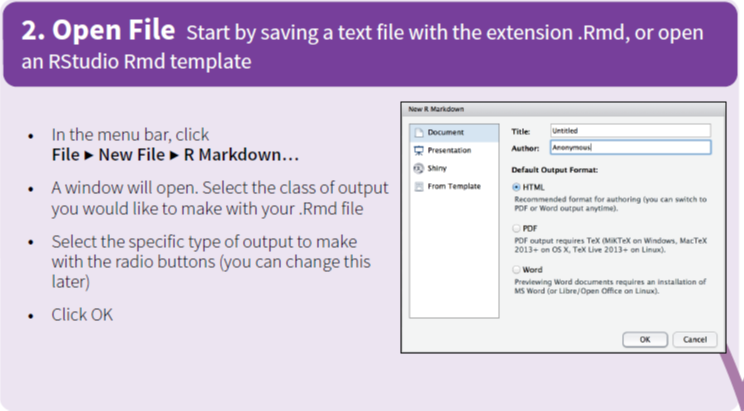 2. Open File Start by saving a text file with the extension .Rmd, or open
an RStudio Rmd template
• In the menu bar, click
File ▸ New File ▸ R Markdown…
• A window will open. Select the class of output
you would like to make with your .Rmd file
• Select the specific type of output to make
with the radio buttons (you can change this
later)
• Click OK
New R Markdown
Document
Presentation
Shiny
From Template
Title: Untitled
Author: Anonymous
Default Output Format:
HTML
Recommended format for authoring (you can switch to
PDF or Word output anytime).
PDF
PDF output requires TeX (MiKTeX on Windows, MacTeX
2013+ on OS X, TeX Live 2013+ on Linux).
Word
Previewing Word documents requires an installation of
MS Word (or Libre/Open Office on Linux).
OK Cancel